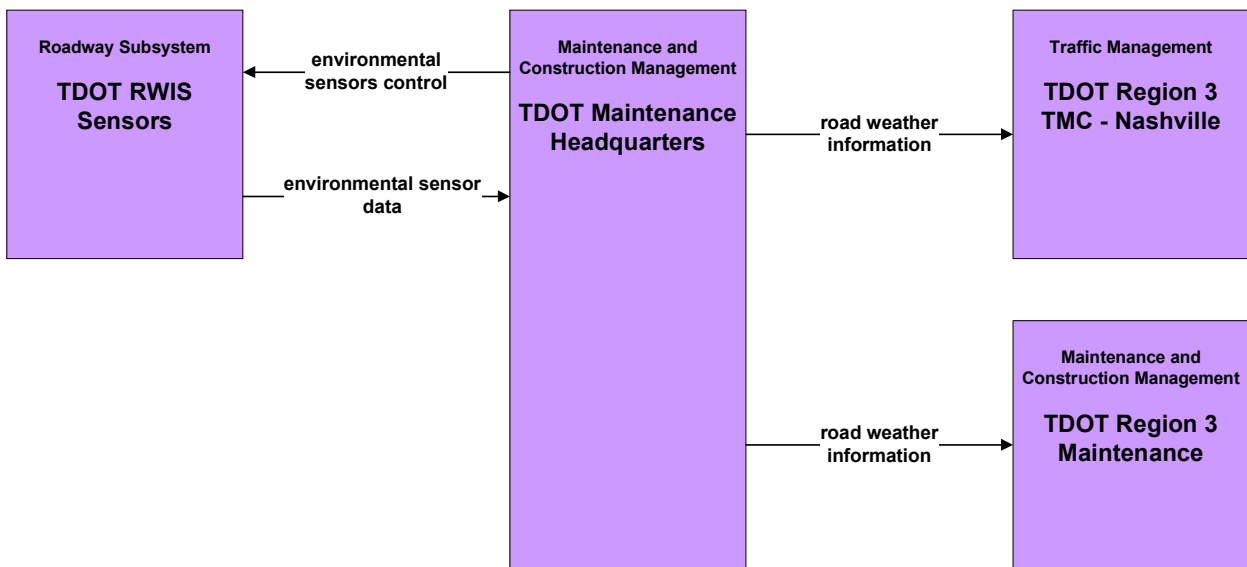 Roadway Subsystem
TDOT RWIS
Sensors
environmental
sensors control
environmental sensor
data
Maintenance and
Construction Management
TDOT Maintenance
Headquarters
road weather
information
road weather
information
Traffic Management
TDOT Region 3
TMC - Nashville
Maintenance and
Construction Management
TDOT Region 3
Maintenance